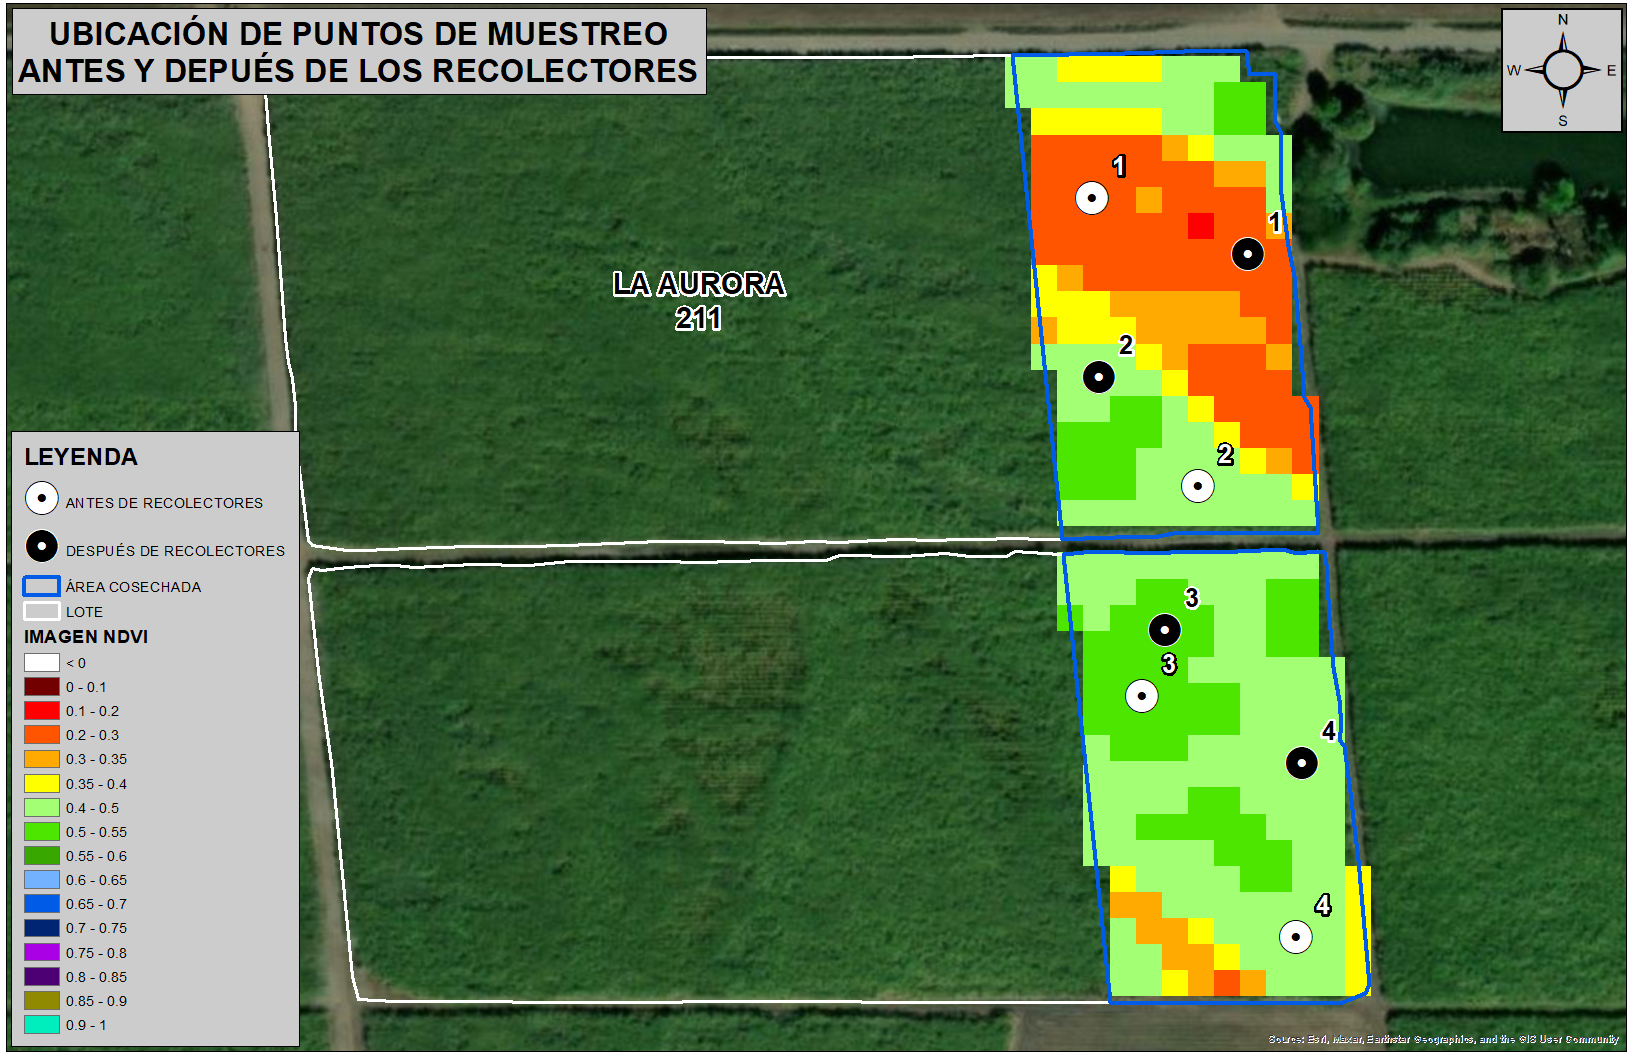 UBICACIÓN DE PUNTOS DE MUESTREO
ANTES Y DEPUÉS DE LOS RECOLECTORES
N
W
E
S
1
1
LA AURORA
211
2
2
3
3
4
4
LEYENDA
ANTES DE RECOLECTORES
DESPUÉS DE RECOLECTORES
ÁREA COSECHADA
LOTE
IMAGEN NDVI
< 0
0 - 0.1
0.1 - 0.2
0.2 - 0.3
0.3 - 0.35
0.35 - 0.4
0.4 - 0.5
0.5 - 0.55
0.55 - 0.6
0.6 - 0.65
0.65 - 0.7
0.7 - 0.75
0.75 - 0.8
0.8 - 0.85
0.85 - 0.9
0.9 - 1
Source: Esri, Maxar, Earthstar Geographics, and the GIS User Community